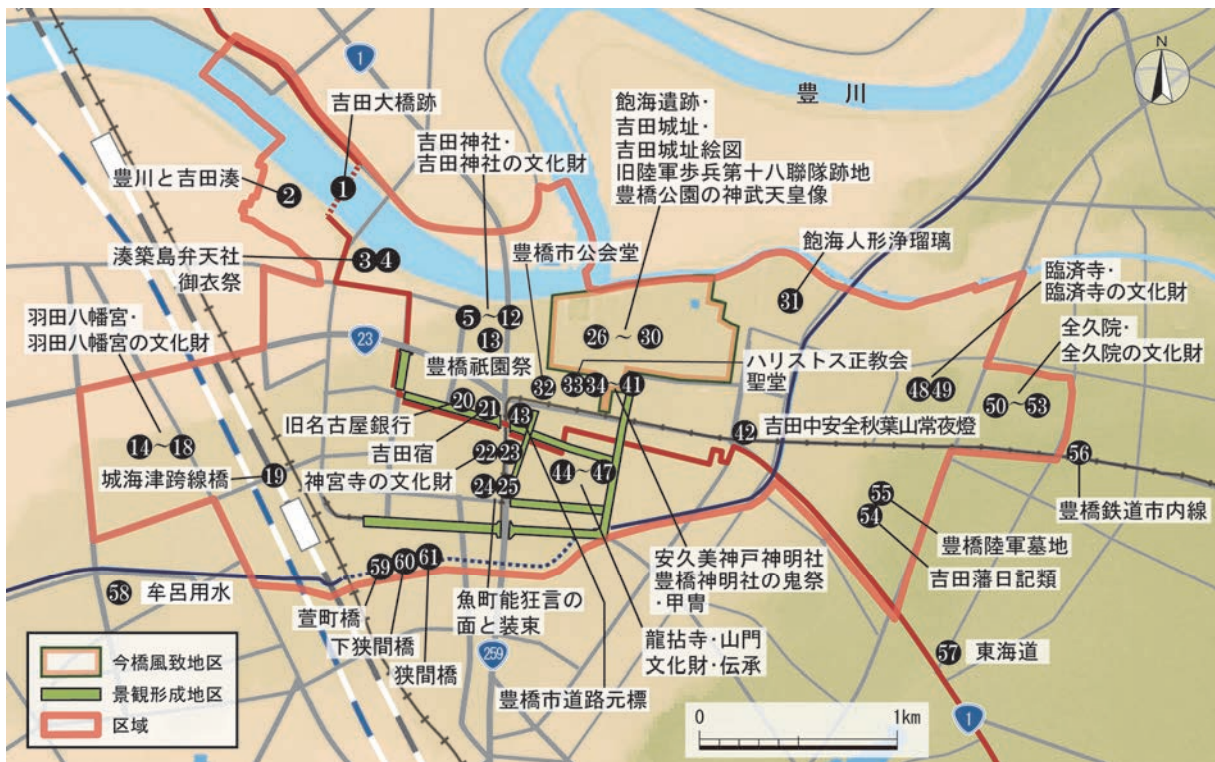 1
N
豊 川
吉田大橋跡
1
豊川と吉田湊
2
吉田神社・
吉田神社の文化財
5～12
13
豊橋祇園祭
飽海遺跡・
吉田城址・
吉田城址絵図
旧陸軍歩兵第十八聯隊跡地
豊橋公園の神武天皇像
26～30
豊橋市公会堂
32
飽海人形浄瑠璃
31
臨済寺・
臨済寺の文化財
48 49
全久院・
全久院の文化財
50～53
湊築島弁天社
御衣祭
3 4
23
羽田八幡宮・
羽田八幡宮の文化財
14～18
ハリストス正教会
聖堂
33 34～41
旧名古屋銀行
20
吉田宿
21
43
神宮寺の文化財
22 23
24 25
44～47
42
吉田中安全秋葉山常夜燈
56
豊橋鉄道市内線
城海津跨線橋
19
55
54
豊橋陸軍墓地
吉田藩日記類
安久美神戸神明社
豊橋神明社の鬼祭
・甲冑
58
牟呂用水
59 60 61
萱町橋
下狭間橋
狭間橋
魚町能狂言の
面と装束
259
龍拈寺・山門
文化財・伝承
豊橋市道路元標
57
東海道
1
今橋風致地区
景観形成地区
区域
0
1km